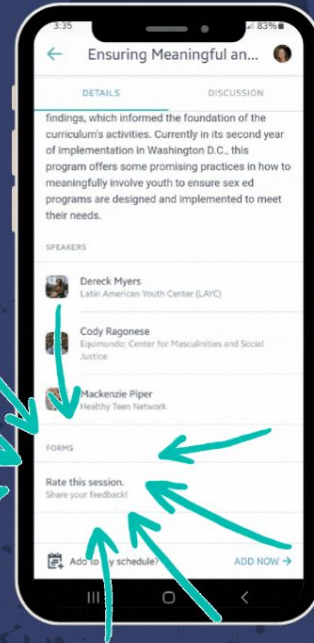 3:35
83%
Ensuring Meaningful an...
DETAILS
DISCUSSION
findings, which informed the foundation of the
curriculum's activities. Currently in its second year
of implementation in Washington D.C., this
program offers some promising practices in how to
meaningfully involve youth to ensure sex ed
programs are designed and implemented to meet
their needs.
SPEAKERS
Dereck Myers
Latin American Youth Center (LAYC)
Cody Ragonese
Equimundo: Center for Masculinities and Social
Justice
Mackenzie Piper
Healthy Teen Network
FORMS
Rate this session.
Share your feedback!
Add to my schedule?
ADD NOW →